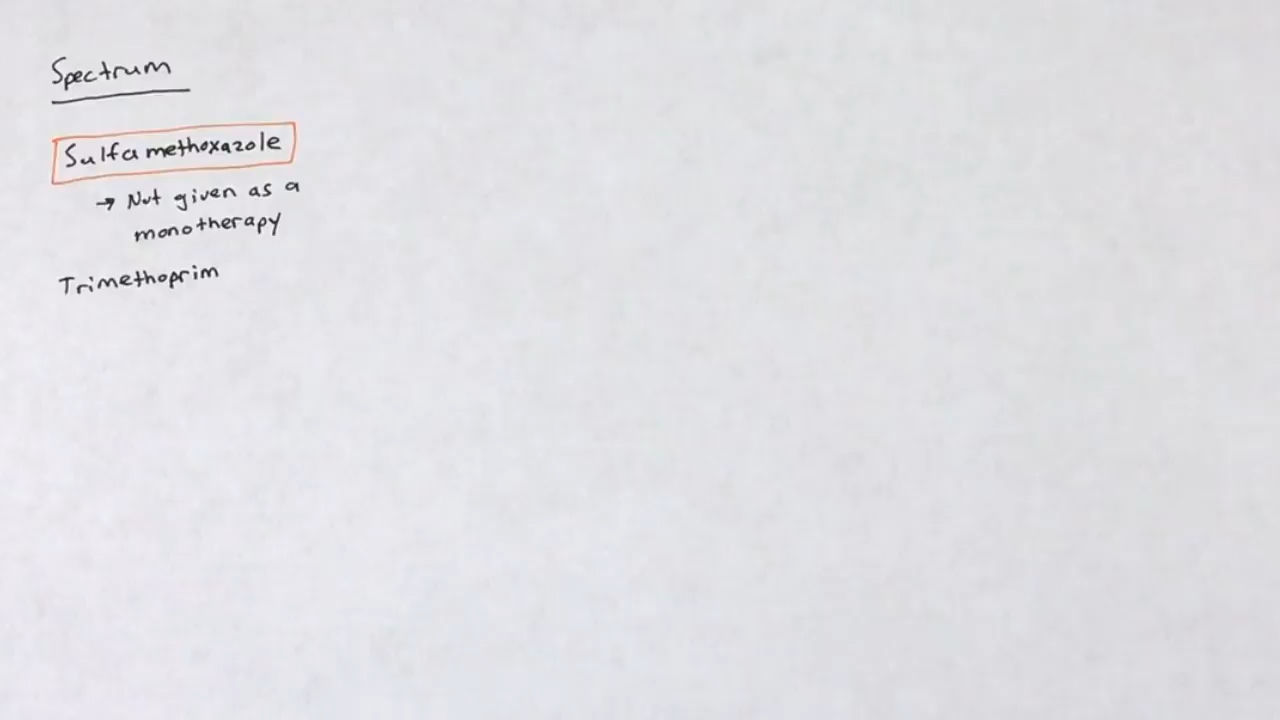 Spectrum
Sulfamethoxazole
→ Not given as a
monotherapy
Trimethoprim